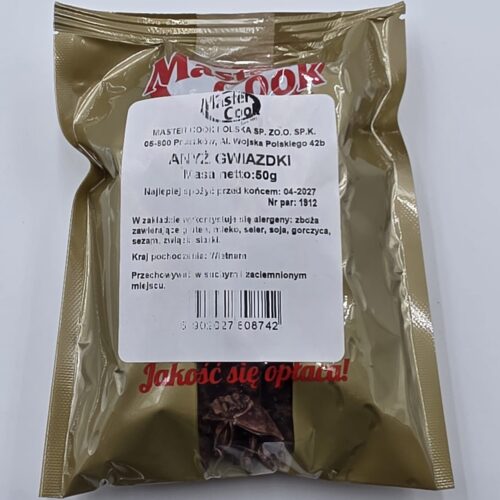 Master
Cook
Master
Cook
MASTER COOK POLSKA SP. ZO.O. SP.K.
05-800 Pruszków, Al. Wojska Polskiego 42b
ANYŻ GWIAZDKI
Masa netto:50g
Najlepiej spożyć przed końcem: 04-2027
Nr par: 1912
W zakładzie wykorzystuje się alergeny: zboża
zawierające gluten, mleko, seler, soja, gorczyca,
sezam, związki siarki.
Kraj pochodzenia: Wietnam
Przechowywać w suchym i zaciemnionym
miejscu.
5 902027 608742
Jakość się opłaca!